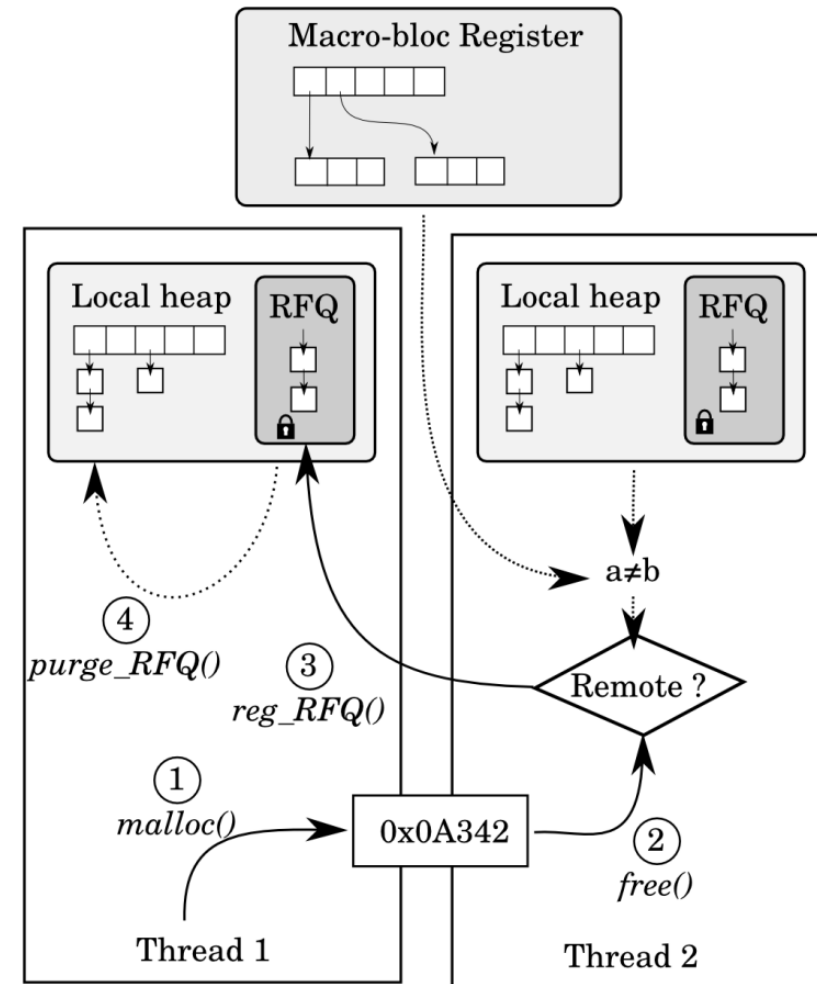 Macro-bloc Register
Local heap
RFQ
Local heap
RFQ
a≠b
4
purge_RFQ()
3
reg_RFQ()
Remote ?
1
malloc()
0x0A342
2
free()
Thread 1
Thread 2